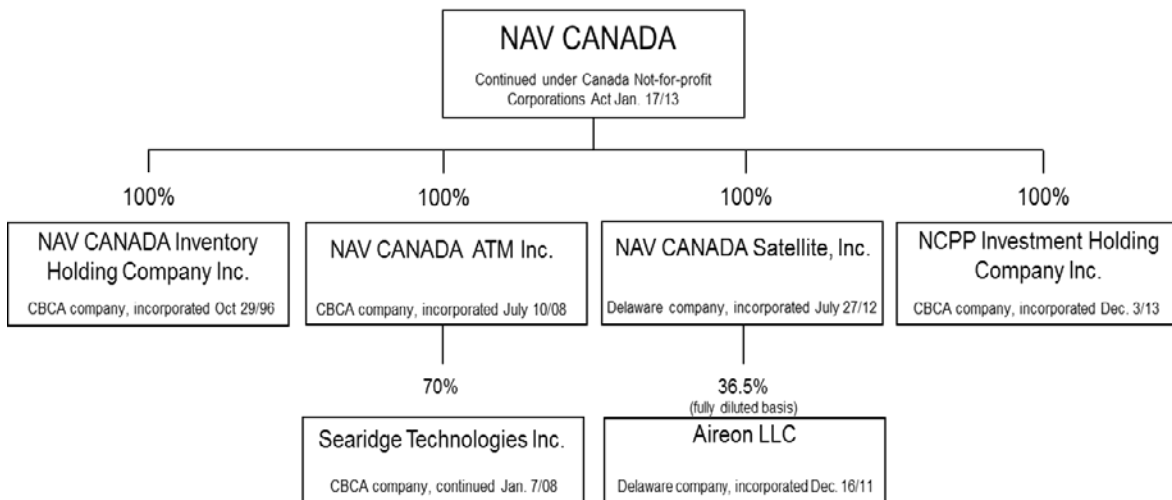 NAV CANADA
Continued under Canada Not-for-profit
Corporations Act Jan. 17/13
100%
100%
100%
100%
NAV CANADA Inventory
Holding Company Inc.
CBCA company, incorporated Oct 29/96
NAV CANADA ATM Inc.
CBCA company, incorporated July 10/08
NAV CANADA Satellite, Inc.
Delaware company, incorporated July 27/12
NCPP Investment Holding
Company Inc.
CBCA company, incorporated Dec. 3/13
70%
36.5%
(fully diluted basis)
Searidge Technologies Inc.
CBCA company, continued Jan. 7/08
Aireon LLC
Delaware company, incorporated Dec. 16/11